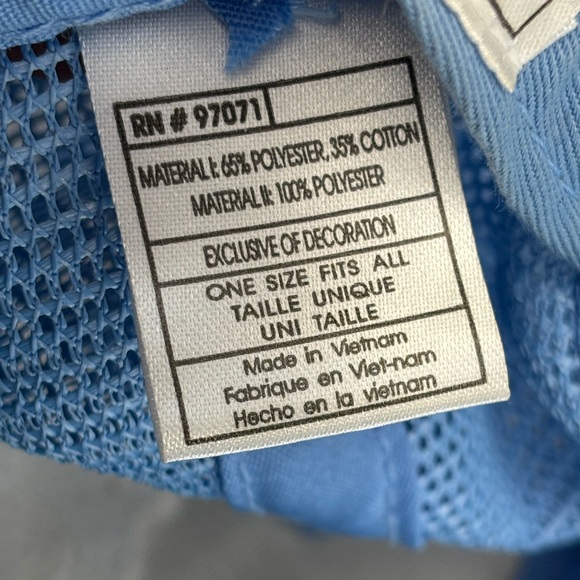 RN # 97071
MATERIAL I: 65% POLYESTER, 35% COTTON
MATERIAL II: 100% POLYESTER
EXCLUSIVE OF DECORATION
ONE SIZE FITS ALL
TAILLE UNIQUE
UNI TAILLE
Made in Vietnam
Fabrique en Viet-nam
Hecho en la vietnam